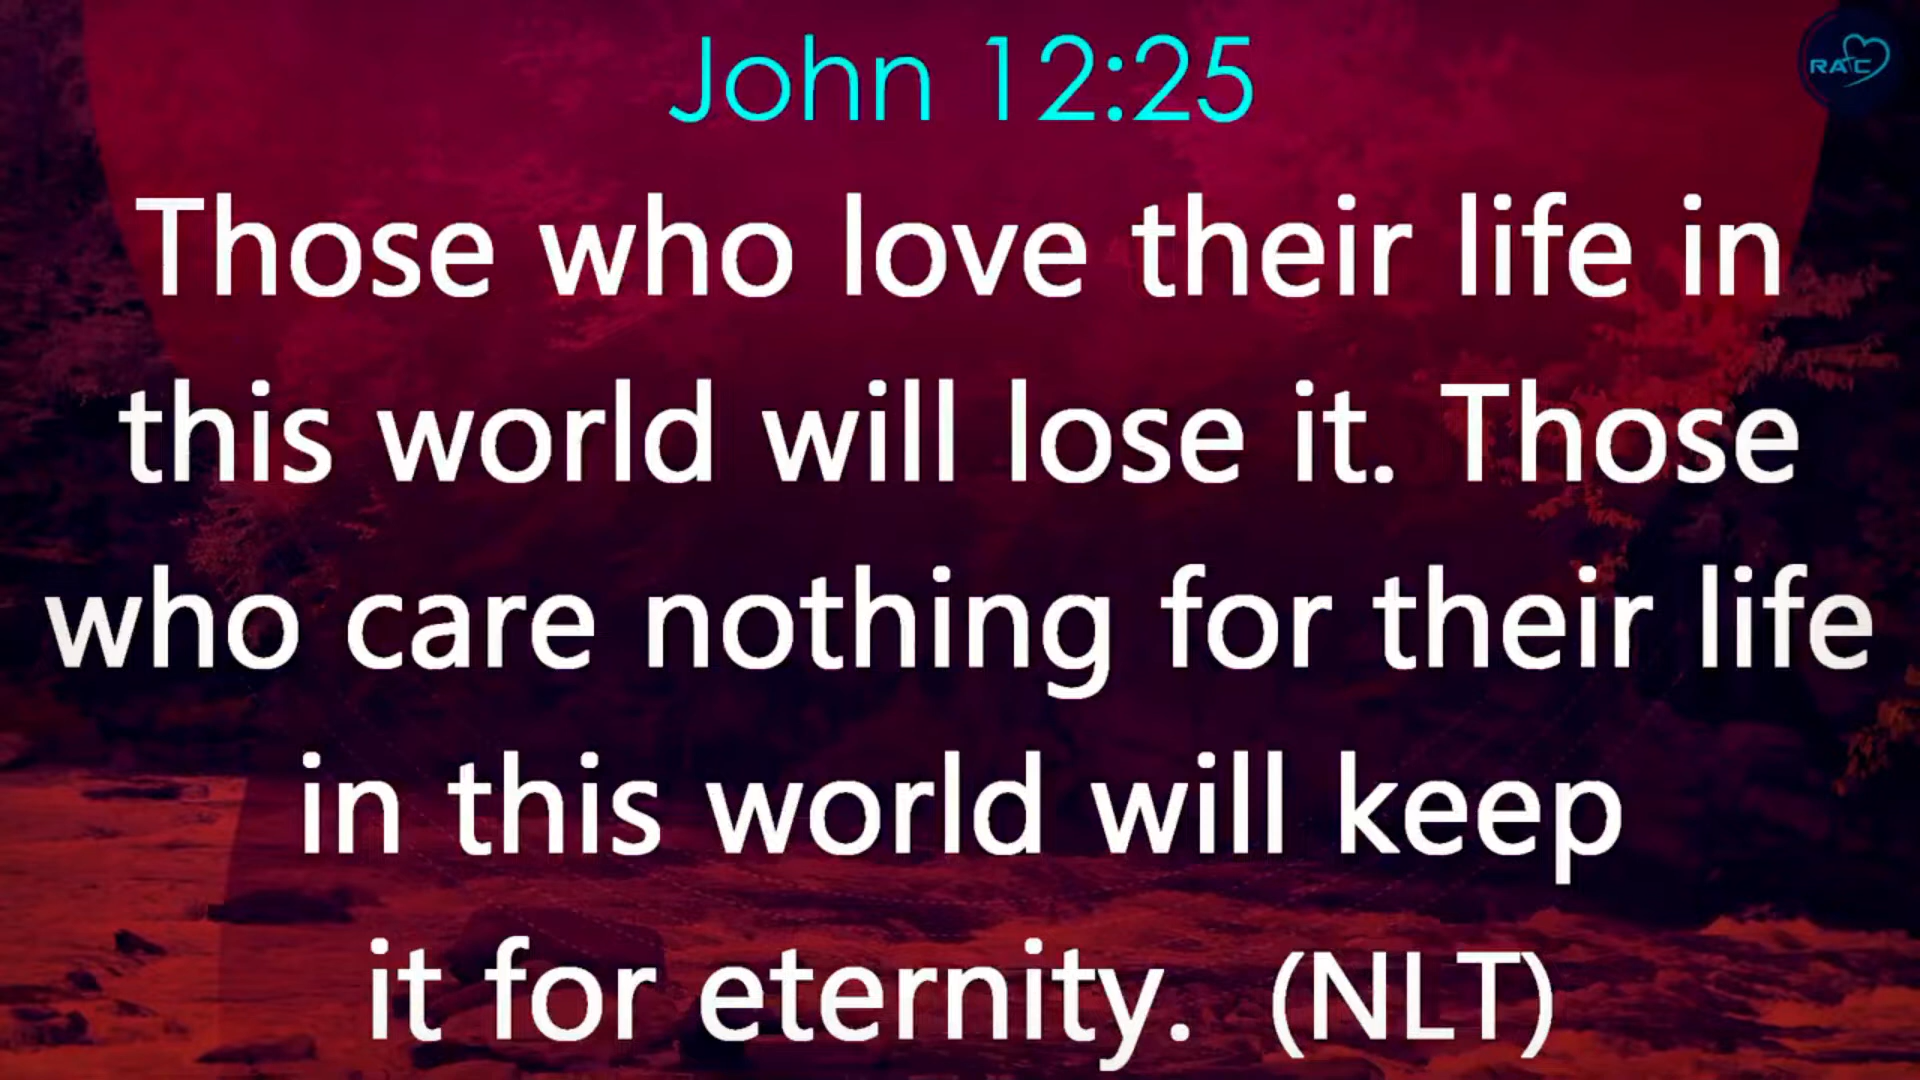 John 12:25
RAC
Those who love their life in
this world will lose it. Those
who care nothing for their life
in this world will keep
it for eternity. (NLT)